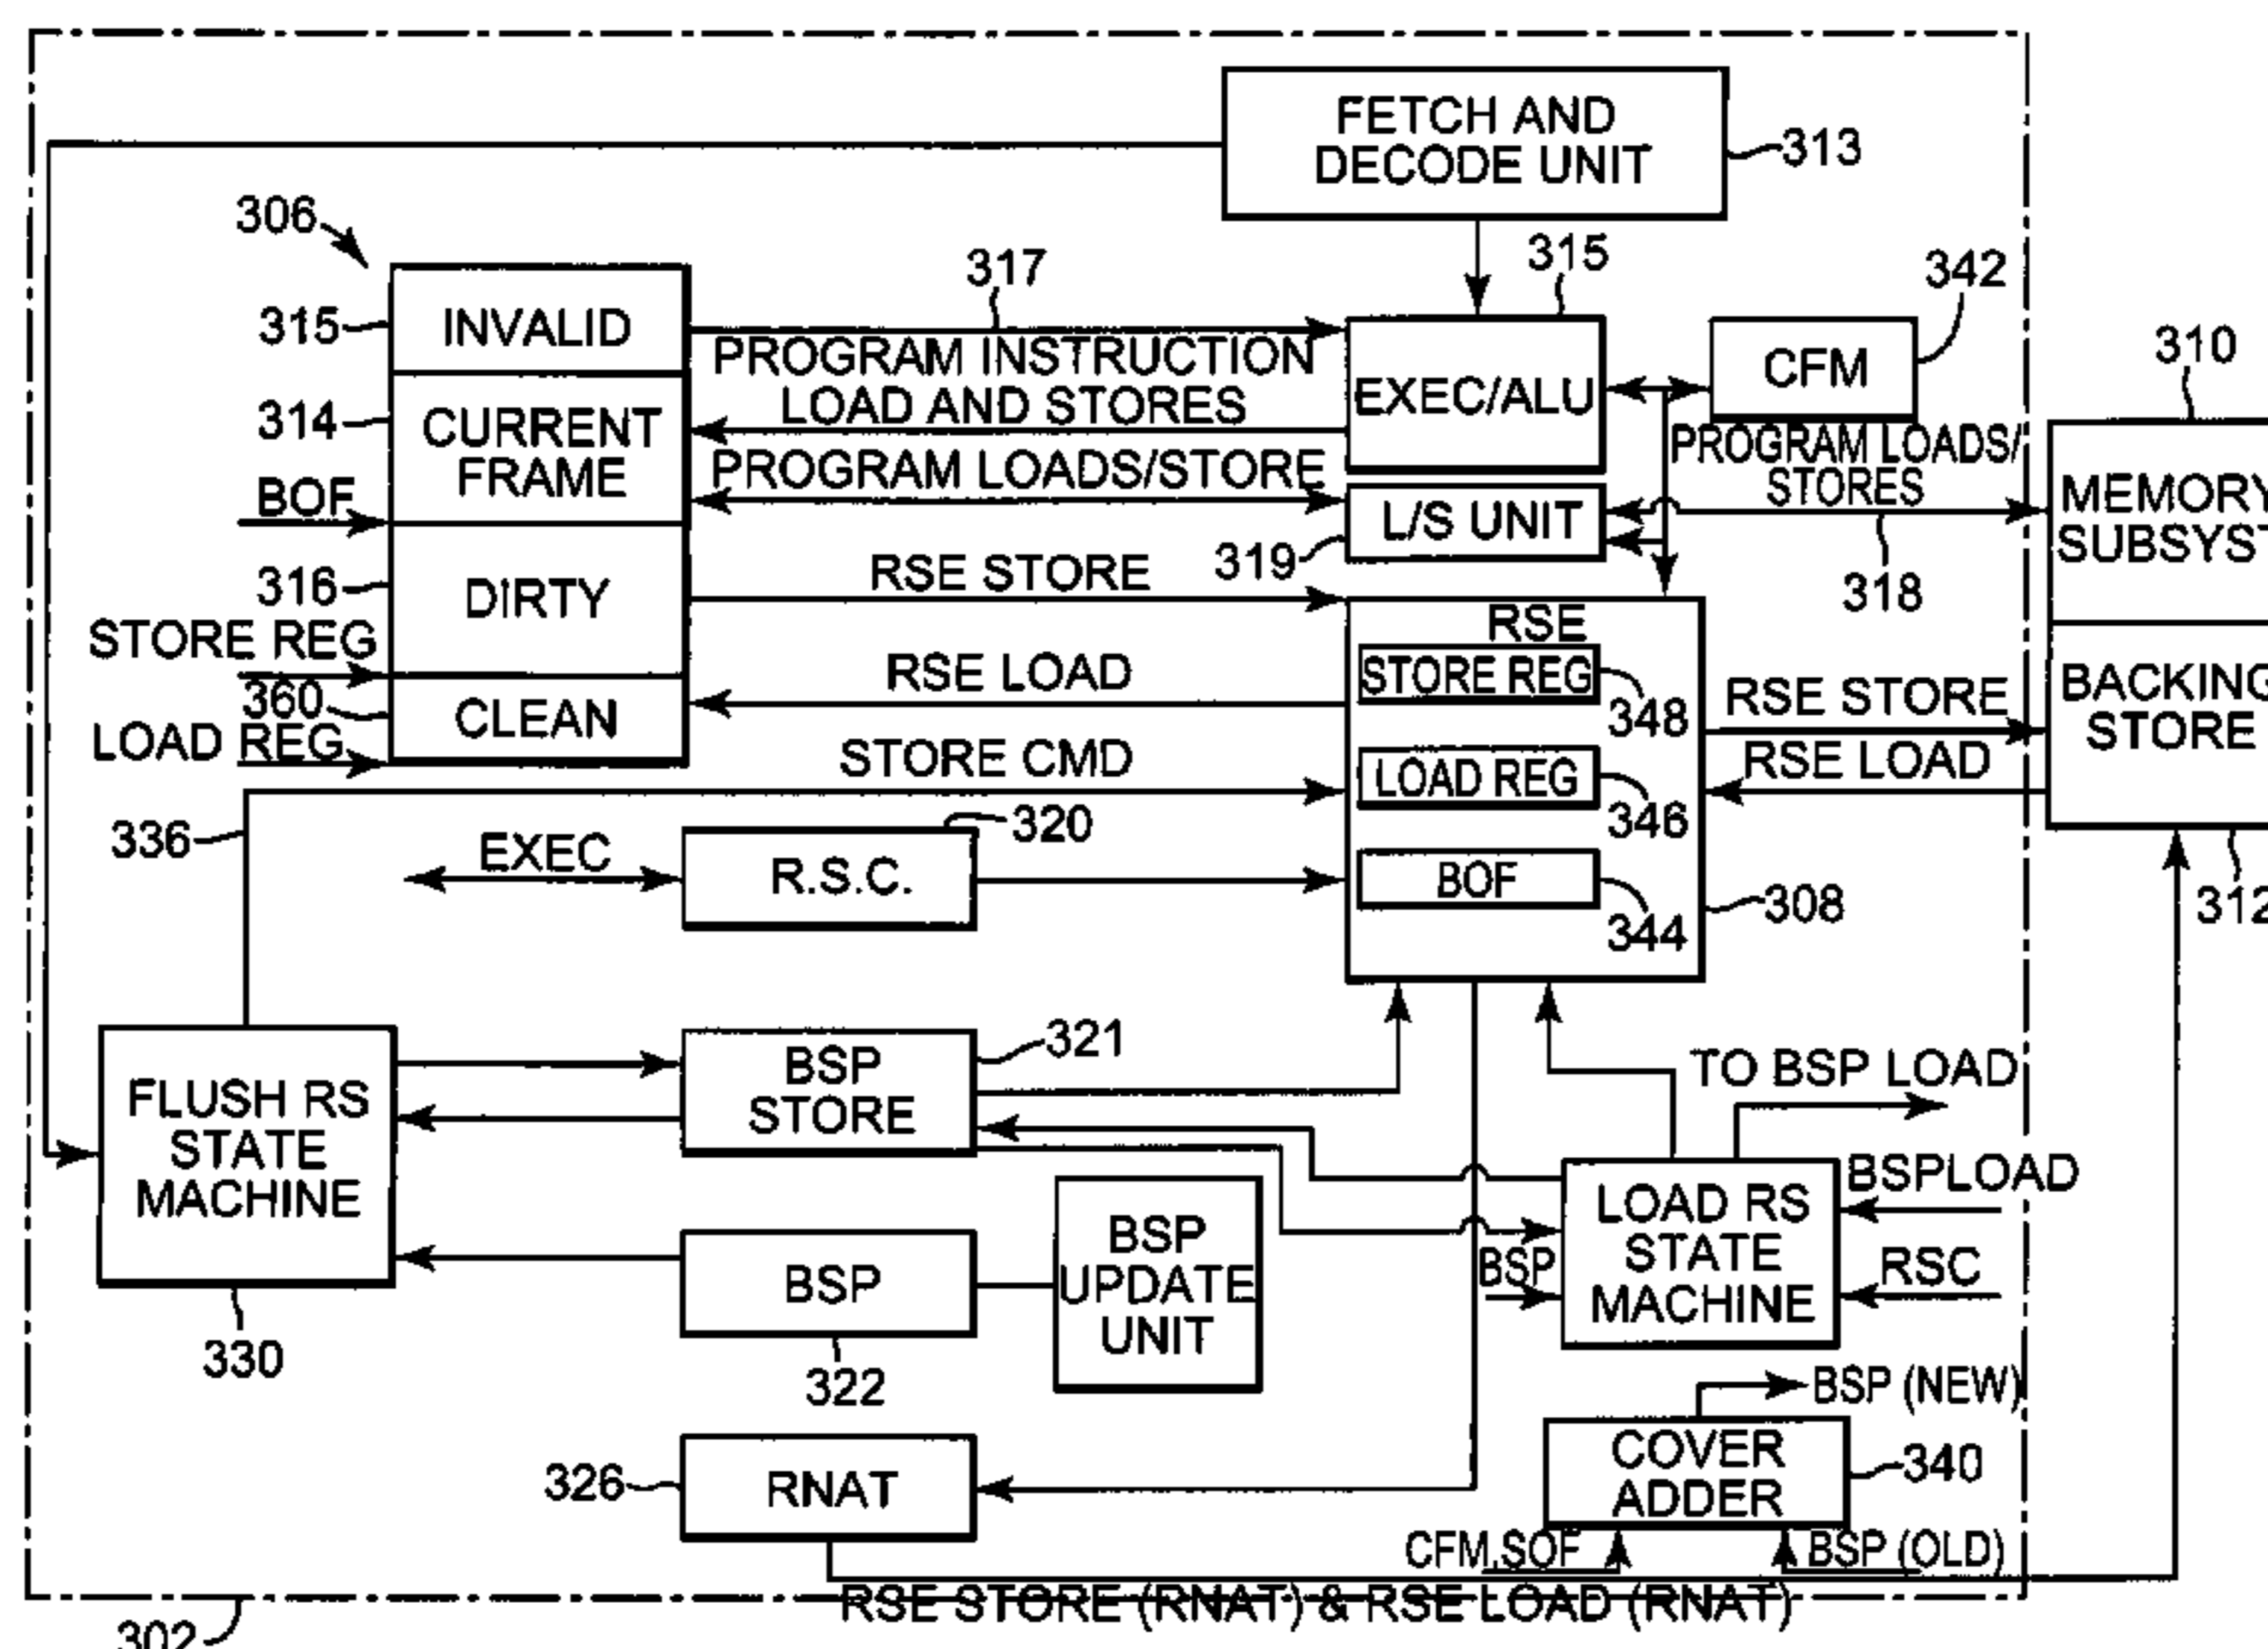 FETCH AND
DECODE UNIT
313
306
315
INVALID
317
315
342
310
314
CURRENT
FRAME
PROGRAM INSTRUCTION
LOAD AND STORES
EXEC/ALU
CFM
PROGRAM LOADS/
STORES
BOF
PROGRAM LOADS/STORE
L/S UNIT
319
318
MEMORY
SUBSYST
316
DIRTY
RSE STORE
RSE
STORE REG
348
STORE REG
360
CLEAN
RSE LOAD
LOAD REG
LOAD REG
346
BACKING
STORE
RSE STORE
RSE LOAD
312
STORE CMD
336
EXEC
R.S.C.
320
BOF
344
308
FLUSH RS
STATE
MACHINE
330
BSP
STORE
321
TO BSP LOAD
BSPLOAD
LOAD RS
STATE
MACHINE
BSP
RSC
BSP
322
BSP
UPDATE
UNIT
BSP (NEW)
COVER
ADDER
340
326
RNAT
CFM.SOF
BSP (OLD)
RSE STORE (RNAT) & RSE LOAD (RNAT)
302